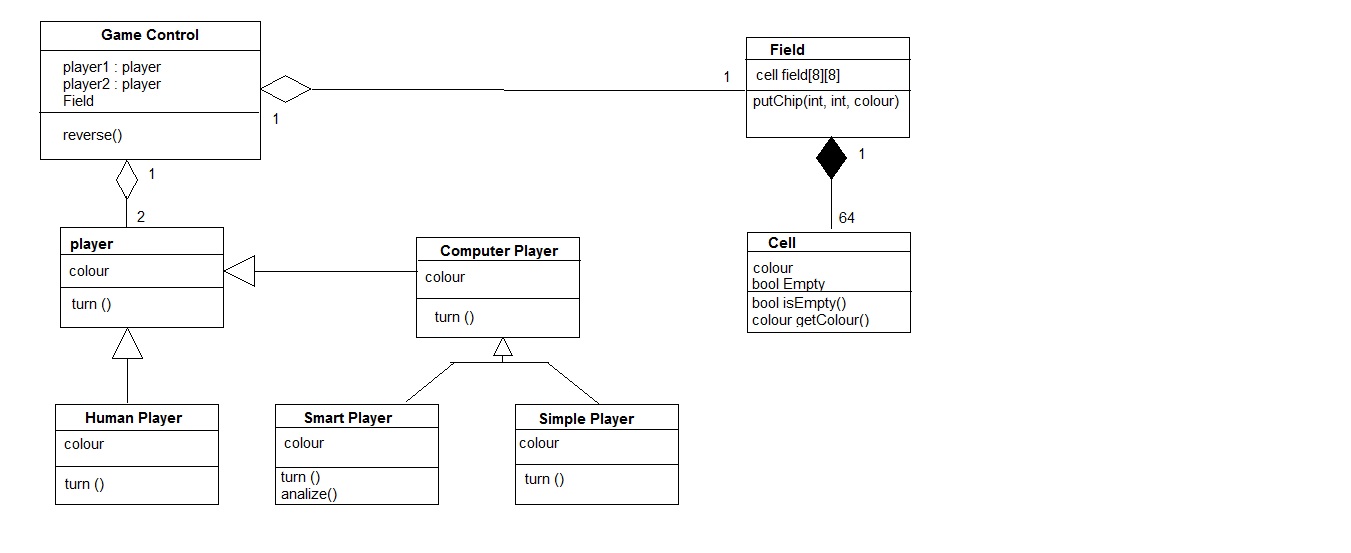 Game Control
player1 : player
player2 : player
Field
reverse()
1
1
Field
cell field[8][8]
putChip(int, int, colour)
1
64
Cell
colour
bool Empty
bool isEmpty()
colour getColour()
1
2
player
colour
turn ()
Computer Player
colour
turn ()
Human Player
colour
turn ()
Smart Player
colour
turn ()
analize()
Simple Player
colour
turn ()